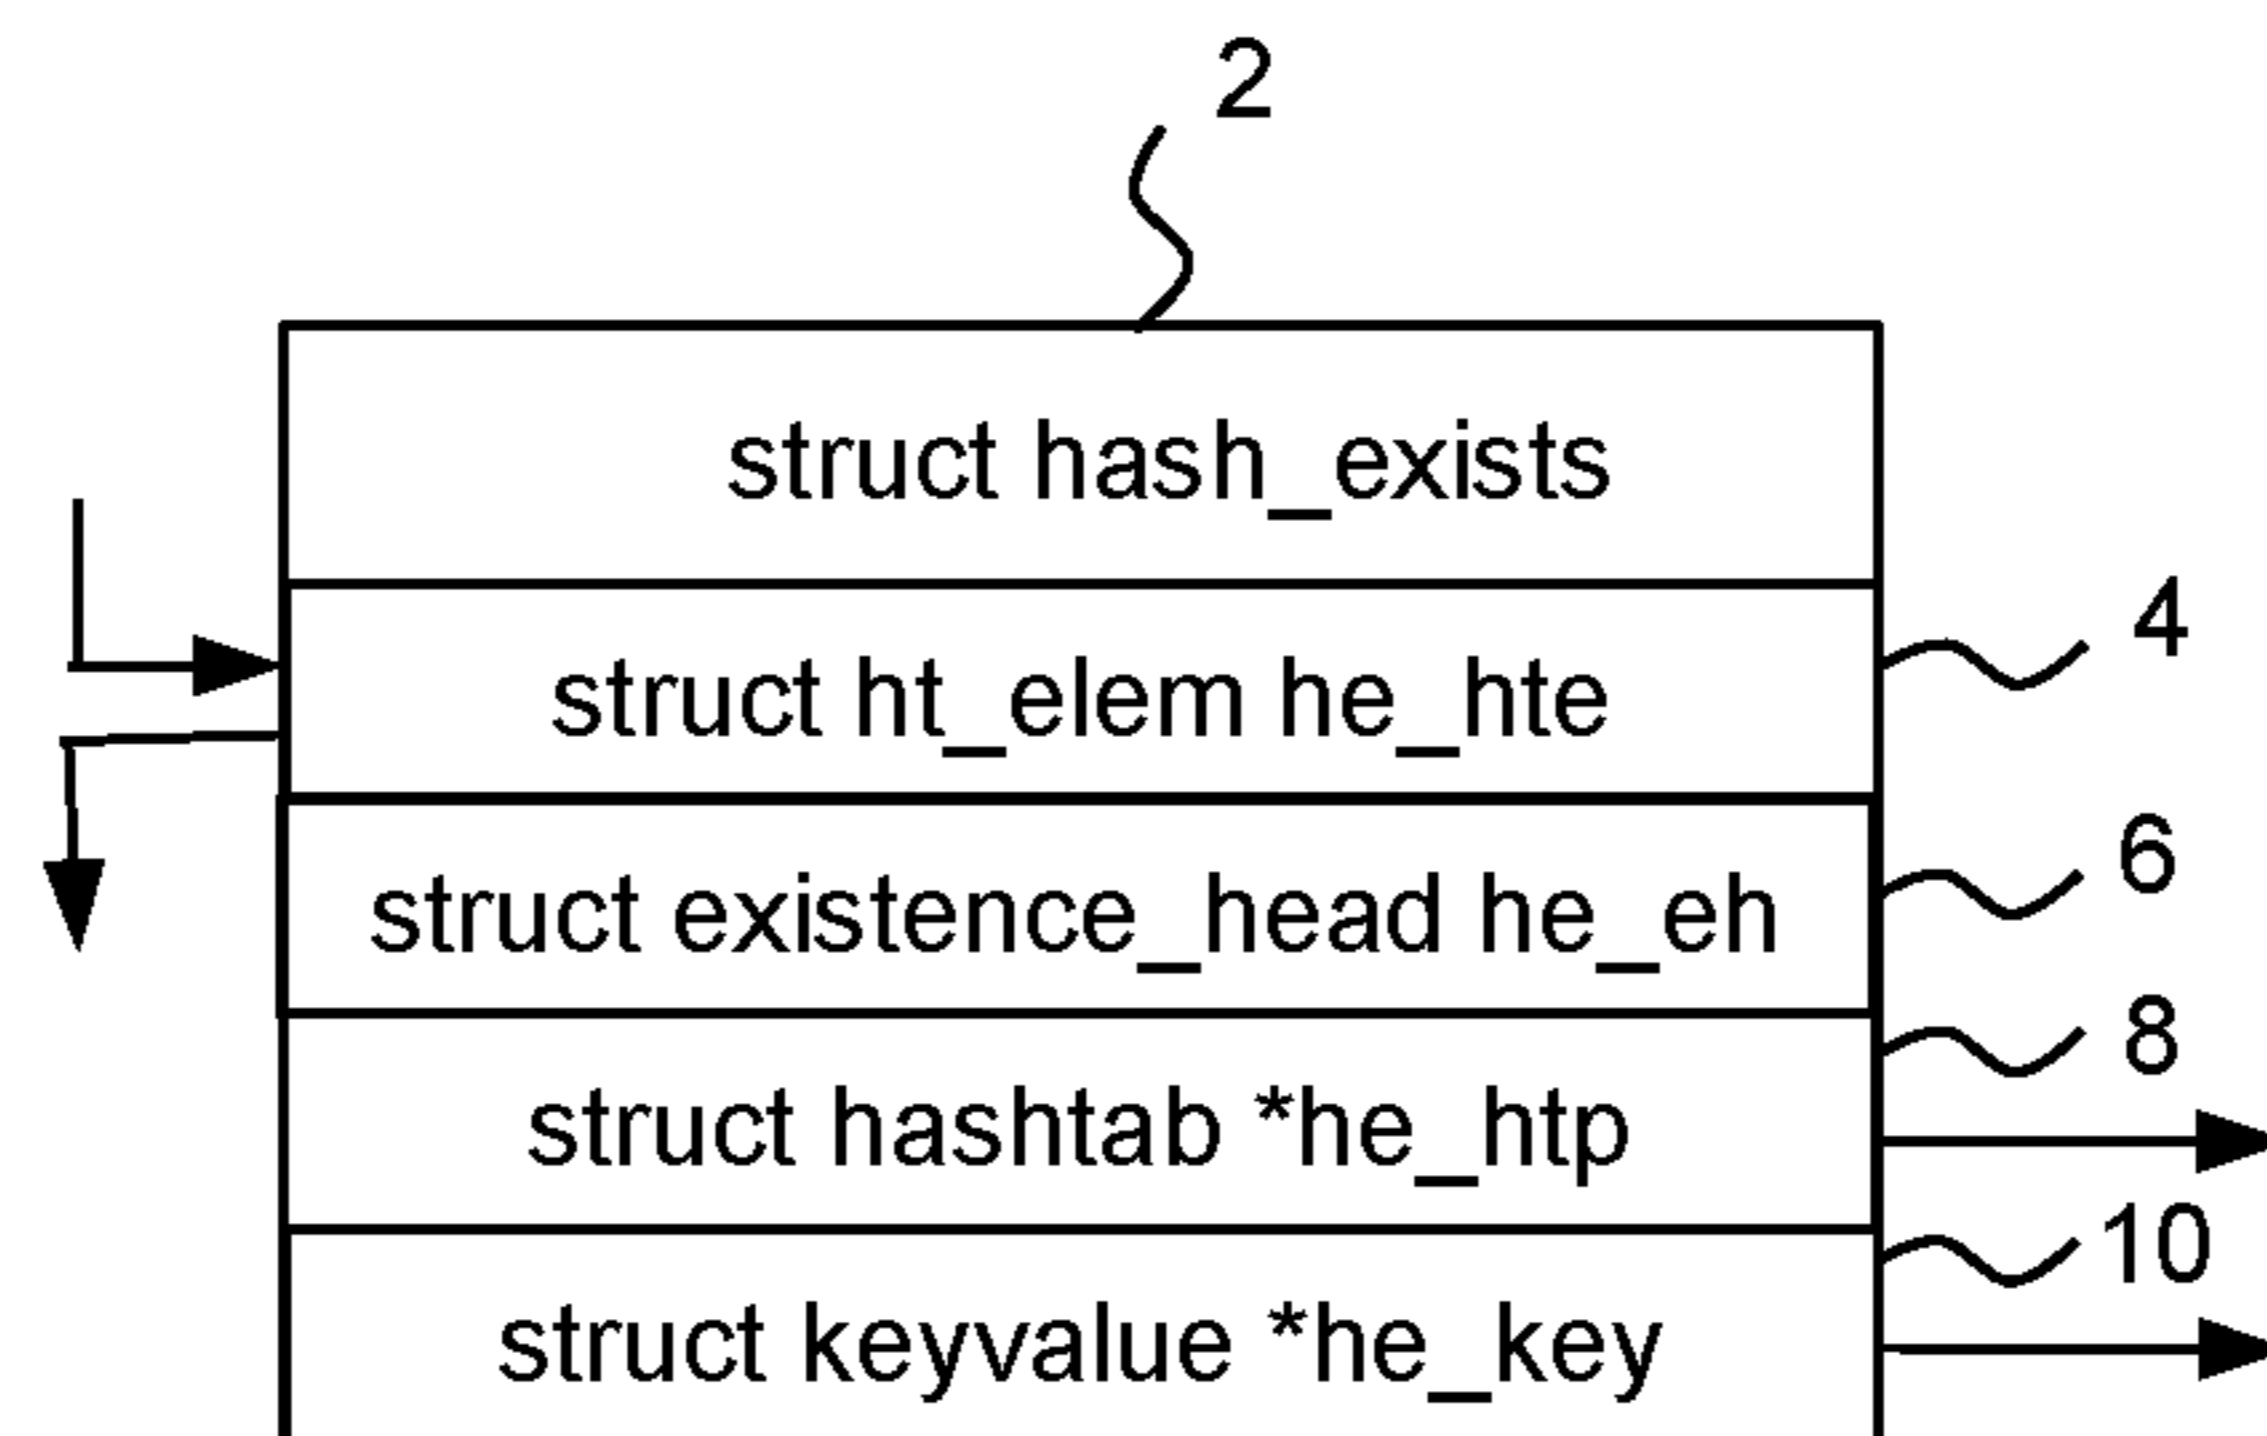 2
struct hash_exists
4
struct ht_elem he_hte
6
struct existence_head he_eh
8
struct hashtab *he_htp
10
struct keyvalue *he_key